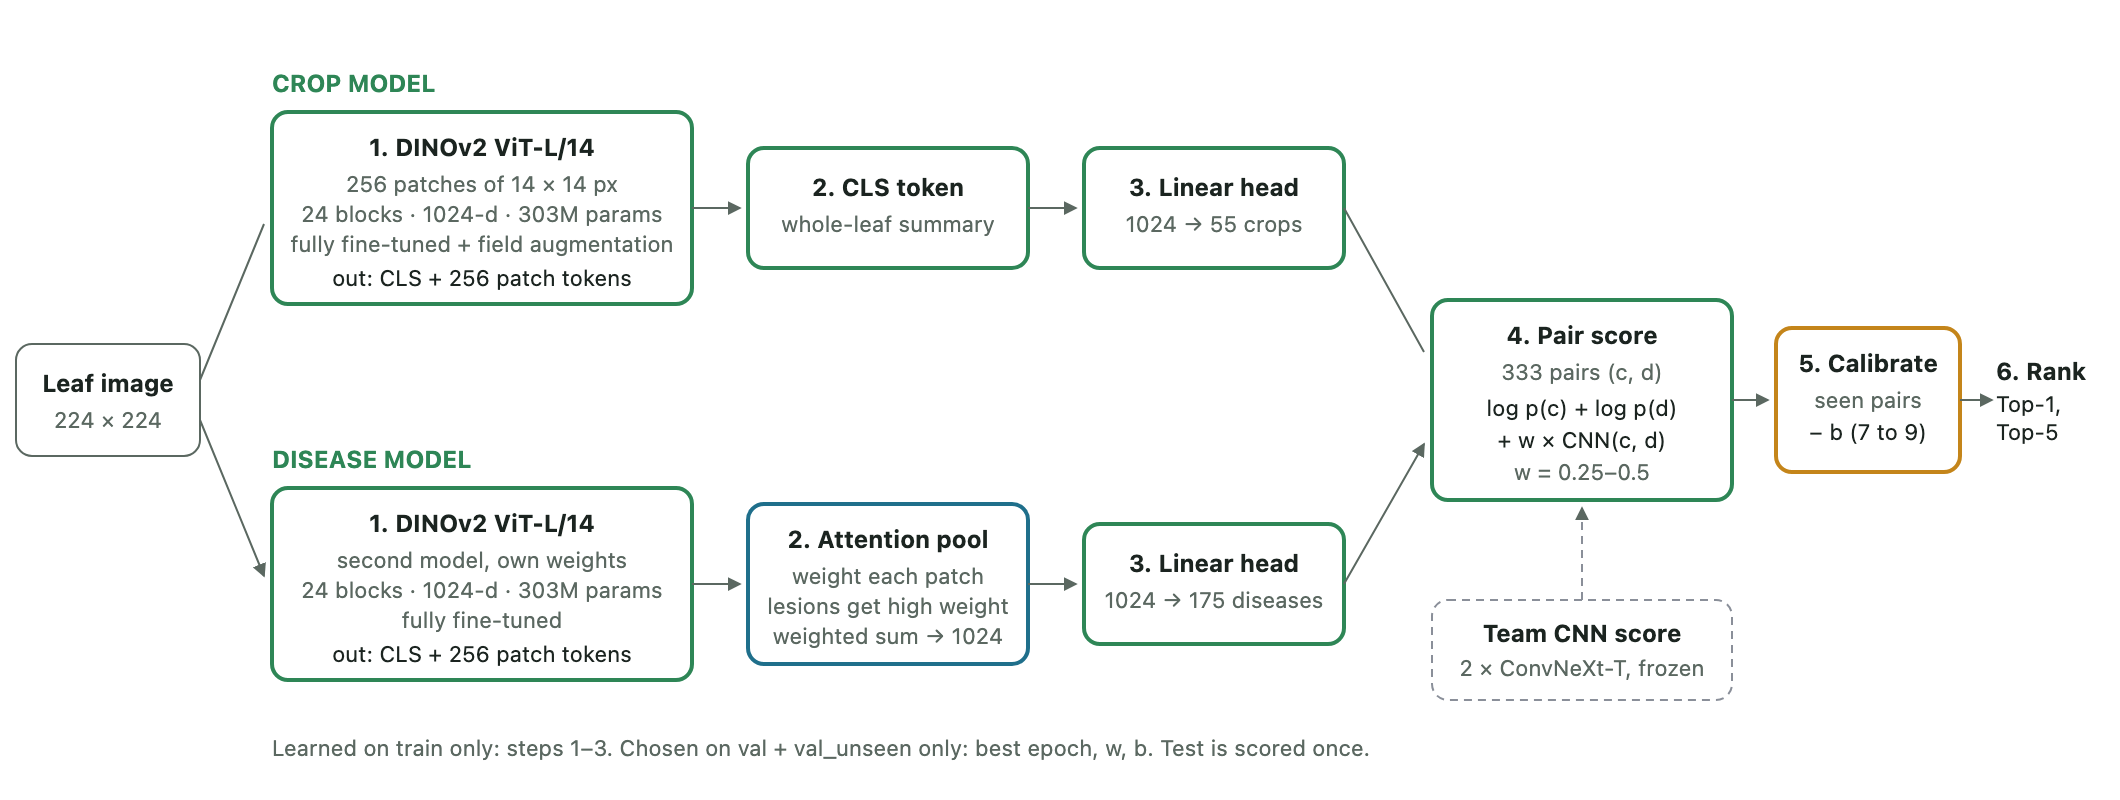 CROP MODEL
1. DINOv2 ViT-L/14
256 patches of 14 × 14 px
24 blocks · 1024-d · 303M params
fully fine-tuned + field augmentation
out: CLS + 256 patch tokens
2. CLS token
whole-leaf summary
3. Linear head
1024 → 55 crops
Leaf image
224 × 224
DISEASE MODEL
1. DINOv2 ViT-L/14
second model, own weights
24 blocks · 1024-d · 303M params
fully fine-tuned
out: CLS + 256 patch tokens
2. Attention pool
weight each patch
lesions get high weight
weighted sum → 1024
3. Linear head
1024 → 175 diseases
4. Pair score
333 pairs (c, d)
log p(c) + log p(d)
+ w × CNN(c, d)
w = 0.25–0.5
Team CNN score
2 × ConvNeXt-T, frozen
5. Calibrate
seen pairs
– b (7 to 9)
6. Rank
Top-1,
Top-5
Learned on train only: steps 1–3. Chosen on val + val_unseen only: best epoch, w, b. Test is scored once.